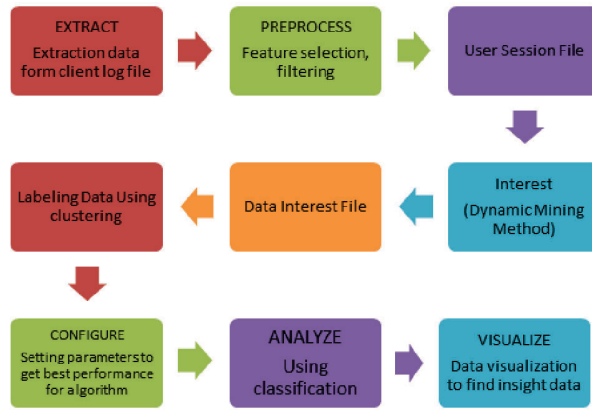 EXTRACT
Extraction data
form client log file
PREPROCESS
Feature selection,
filtering
User Session File
Interest
(Dynamic Mining
Method)
Data Interest File
Labeling Data Using
clustering
CONFIGURE
Setting parameters to
get best performance
for algorithm
ANALYZE
Using
classification
VISUALIZE
Data visualization
to find insight data